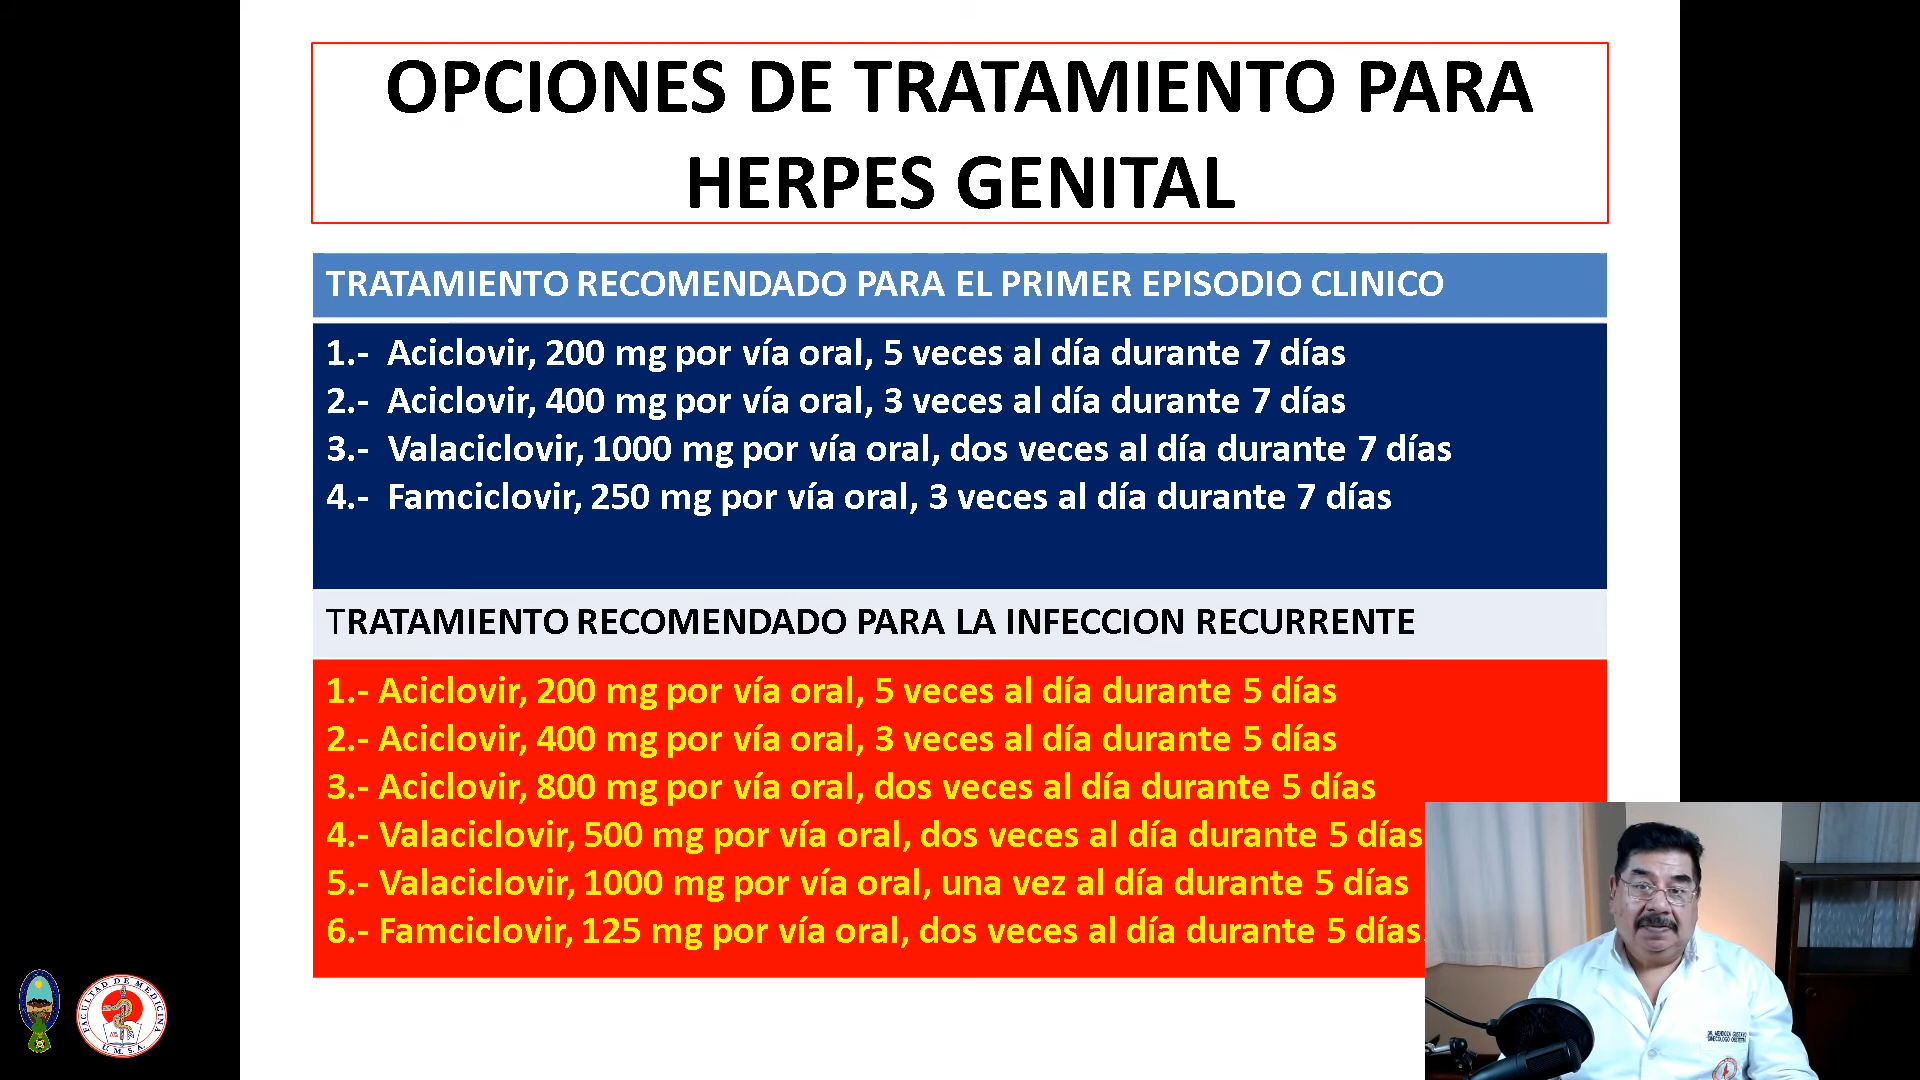 OPCIONES DE TRATAMIENTO PARA
HERPES GENITAL
TRATAMIENTO RECOMENDADO PARA EL PRIMER EPISODIO CLINICO
1.- Aciclovir, 200 mg por vía oral, 5 veces al día durante 7 días
2.- Aciclovir, 400 mg por vía oral, 3 veces al día durante 7 días
3.- Valaciclovir, 1000 mg por vía oral, dos veces al día durante 7 días
4.- Famciclovir, 250 mg por vía oral, 3 veces al día durante 7 días
TRATAMIENTO RECOMENDADO PARA LA INFECCION RECURRENTE
1.- Aciclovir, 200 mg por vía oral, 5 veces al día durante 5 días
2.- Aciclovir, 400 mg por vía oral, 3 veces al día durante 5 días
3.- Aciclovir, 800 mg por vía oral, dos veces al día durante 5 días
4.- Valaciclovir, 500 mg por vía oral, dos veces al día durante 5 días
5.- Valaciclovir, 1000 mg por vía oral, una vez al día durante 5 días
6.- Famciclovir, 125 mg por vía oral, dos veces al día durante 5 días.
FACULTAD DE MEDICINA
U.M.S.A.
DR. MENDOZA GUSTAVO